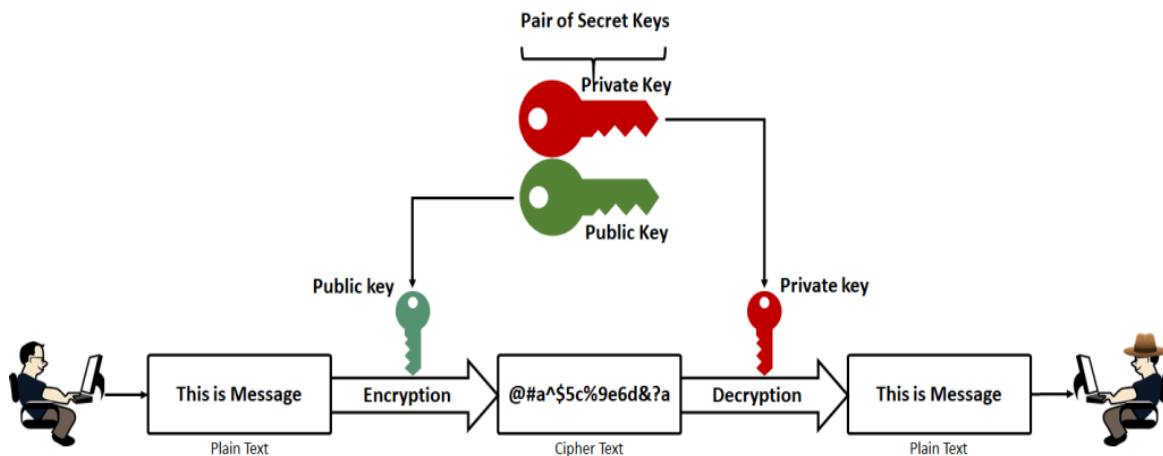 Pair of Secret Keys
Private Key
Public Key
Public key
Private key
This is Message
Encryption
@#a^$5c%9e6d&?a
Decryption
This is Message
Plain Text
Cipher Text
Plain Text